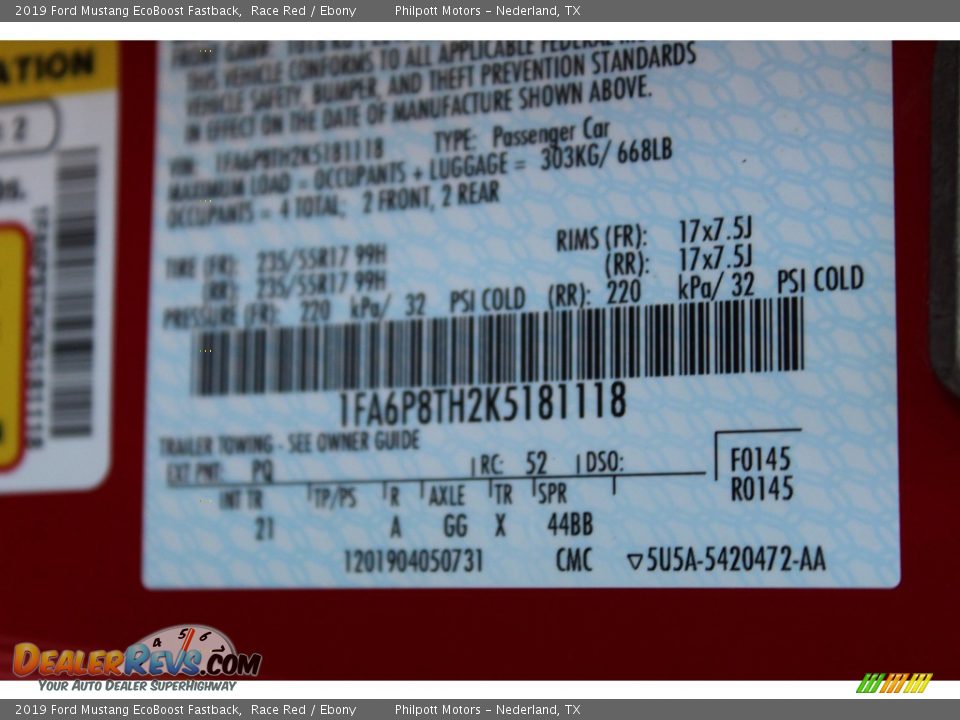 2019 Ford Mustang EcoBoost Fastback, Race Red / Ebony Philpott Motors - Nederland, TX
ATION
THIS VEHICLE CONFORMS TO ALL APPLICABLE FEDERAL
VEHICLE SAFETY, BUMPER, AND THEFT PREVENTION STANDARDS
IN EFFECT ON THE DATE OF MANUFACTURE SHOWN ABOVE.
VIN: 1FA6P8TH2K5181118 TYPE: Passenger Car
MAXIMUM LOAD = OCCUPANTS + LUGGAGE = 303KG/ 668LB
OCCUPANTS = 4 TOTAL; 2 FRONT, 2 REAR
TIRE (FR): 235/55R17 99H RIMS (FR): 17x7.5J
(RR): 235/55R17 99H (RR): 17x7.5J
PRESSURE (FR): 220 kPa/ 32 PSI COLD (RR): 220 kPa/ 32 PSI COLD
1FA6P8TH2K5181118
TRAILER TOWING - SEE OWNER GUIDE
EXT PNT: PQ RC: 52 DSO: F0145
R0145
INT TR TP/PS R AXLE TR SPR
21 A GG X 44BB
1201904050731 CMC ▽5U5A-5420472-AA
4 5 6
DEALERREVS.COM
YOUR AUTO DEALER SUPERHIGHWAY
2019 Ford Mustang EcoBoost Fastback, Race Red / Ebony Philpott Motors - Nederland, TX